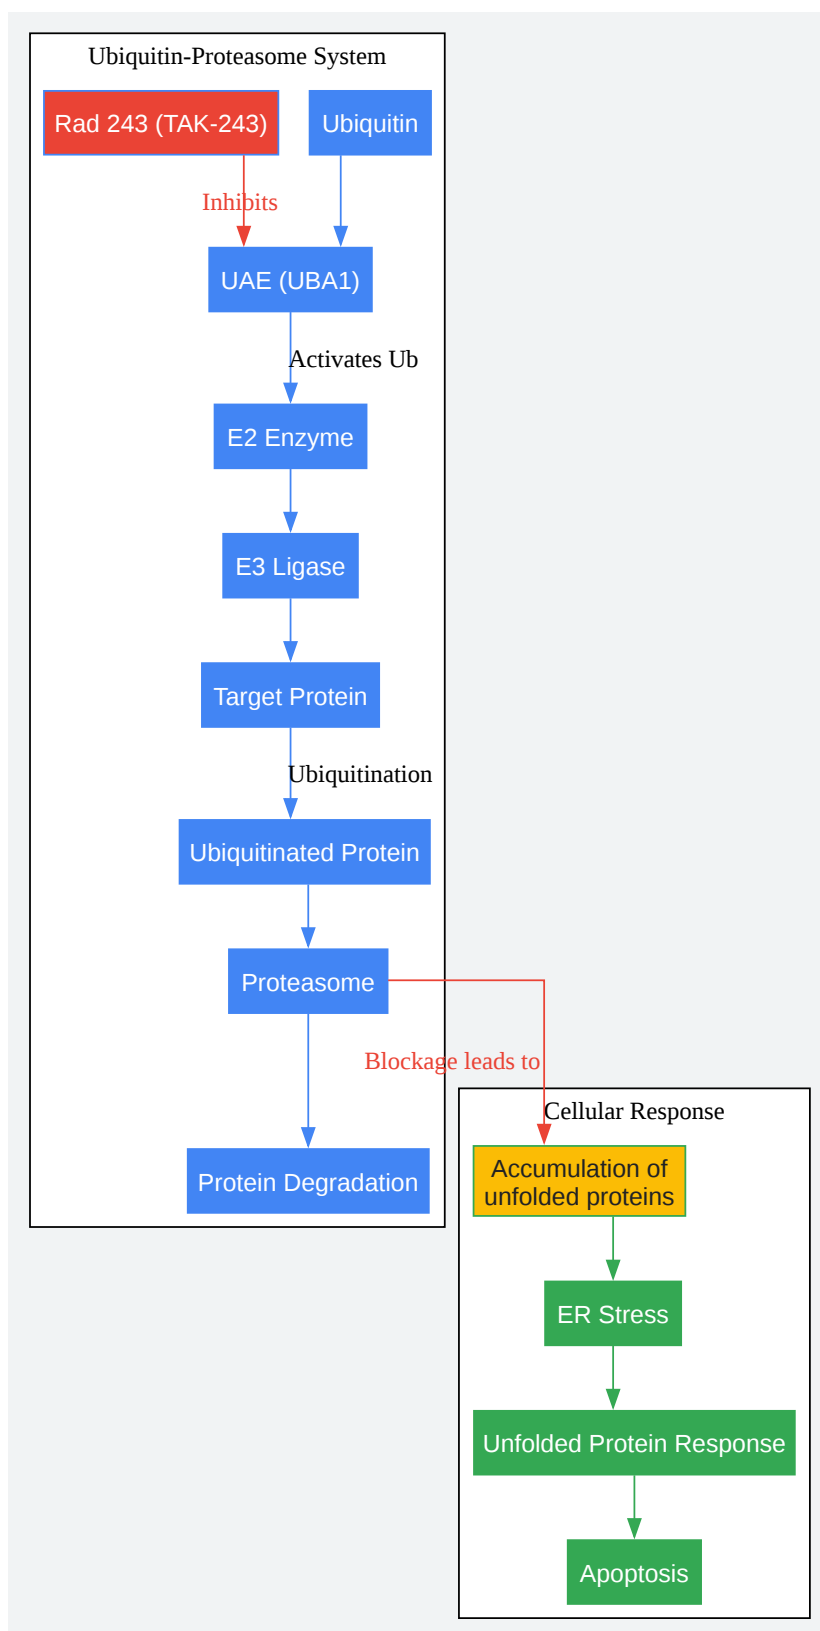 Ubiquitin-Proteasome System
Rad 243 (TAK-243)
Ubiquitin
Inhibits
UAE (UBA1)
Activates Ub
E2 Enzyme
E3 Ligase
Target Protein
Ubiquitination
Ubiquitinated Protein
Proteasome
Blockage leads to
Protein Degradation
Cellular Response
Accumulation of
unfolded proteins
ER Stress
Unfolded Protein Response
Apoptosis